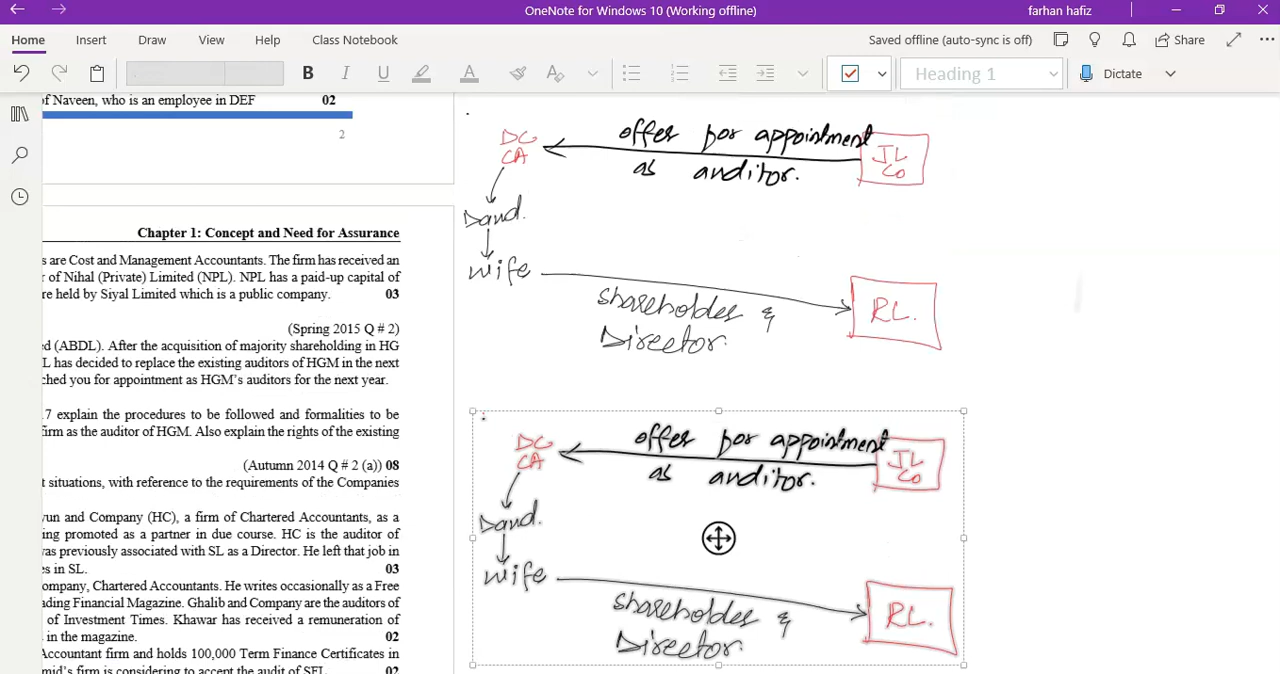 OneNote for Windows 10 (Working offline)
farhan hafiz
Home
Insert
Draw
View
Help
Class Notebook
Saved offline (auto-sync is off)
Share
B
I
U
A
Heading 1
Dictate
of Naveen, who is an employee in DEF 02
2
Chapter 1: Concept and Need for Assurance
s are Cost and Management Accountants. The firm has received an
r of Nihal (Private) Limited (NPL). NPL has a paid-up capital of
re held by Siyal Limited which is a public company. 03
(Spring 2015 Q # 2)
ed (ABDL). After the acquisition of majority shareholding in HG
L has decided to replace the existing auditors of HGM in the next
ched you for appointment as HGM's auditors for the next year.
17 explain the procedures to be followed and formalities to be
firm as the auditor of HGM. Also explain the rights of the existing
(Autumn 2014 Q # 2 (a)) 08
t situations, with reference to the requirements of the Companies
yun and Company (HC), a firm of Chartered Accountants, as a
ing promoted as a partner in due course. HC is the auditor of
was previously associated with SL as a Director. He left that job in
es in SL. 03
ompany, Chartered Accountants. He writes occasionally as a Free
ading Financial Magazine. Ghalib and Company are the auditors of
of Investment Times. Khawar has received a remuneration of
in the magazine. 02
Accountant firm and holds 100,000 Term Finance Certificates in
mid's firm is considering to accept the audit of SFL 02
DC
CA
offer for appointment
as auditor.
JL
Co
wife
shareholder &
Director.
RL.
DC
CA
offer for appointment
as auditor.
JL
Co
wife
shareholder &
Director.
RL.